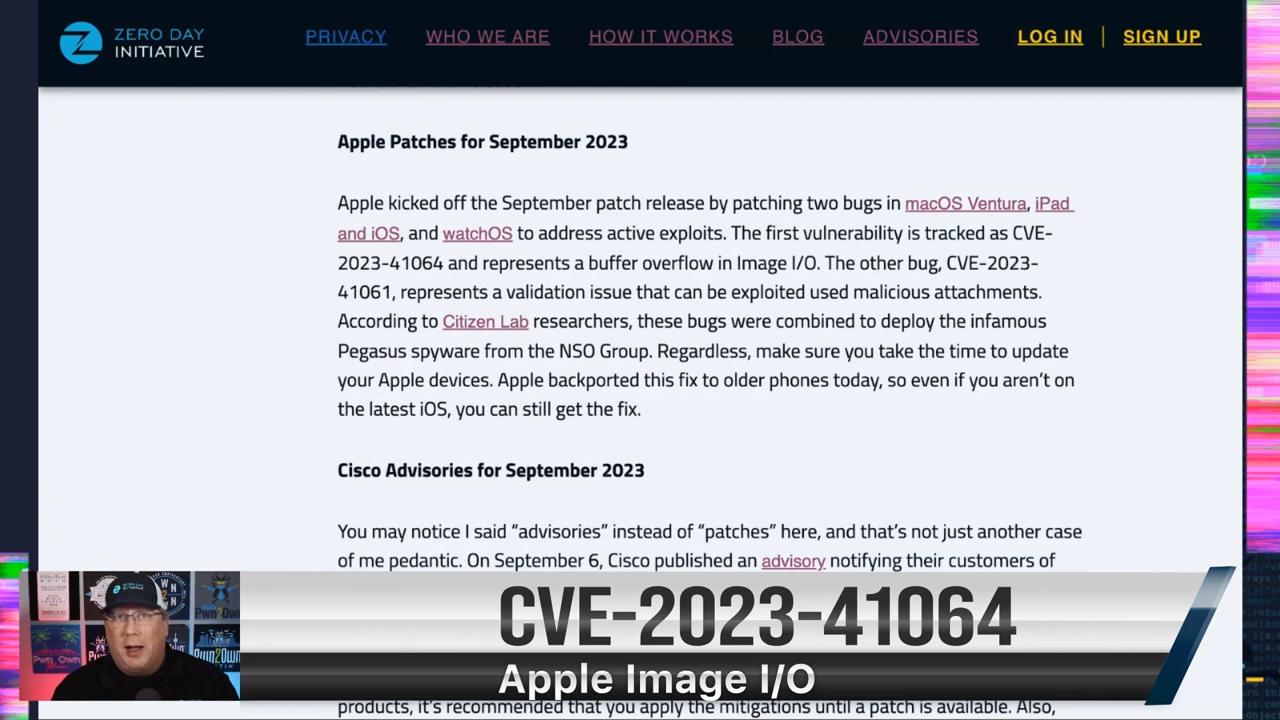 ZERO DAY
INITIATIVE
PRIVACY WHO WE ARE HOW IT WORKS BLOG ADVISORIES LOG IN | SIGN UP
Apple Patches for September 2023
Apple kicked off the September patch release by patching two bugs in macOS Ventura, iPad
and iOS, and watchOS to address active exploits. The first vulnerability is tracked as CVE-
2023-41064 and represents a buffer overflow in Image I/O. The other bug, CVE-2023-
41061, represents a validation issue that can be exploited used malicious attachments.
According to Citizen Lab researchers, these bugs were combined to deploy the infamous
Pegasus spyware from the NSO Group. Regardless, make sure you take the time to update
your Apple devices. Apple backported this fix to older phones today, so even if you aren't on
the latest iOS, you can still get the fix.
Cisco Advisories for September 2023
You may notice I said “advisories” instead of “patches” here, and that's not just another case
of me pedantic. On September 6, Cisco published an advisory notifying their customers of
CVE-2023-41064
Apple Image I/O
products, it's recommended that you apply the mitigations until a patch is available. Also,
Pwn2Own
Pwn2Own